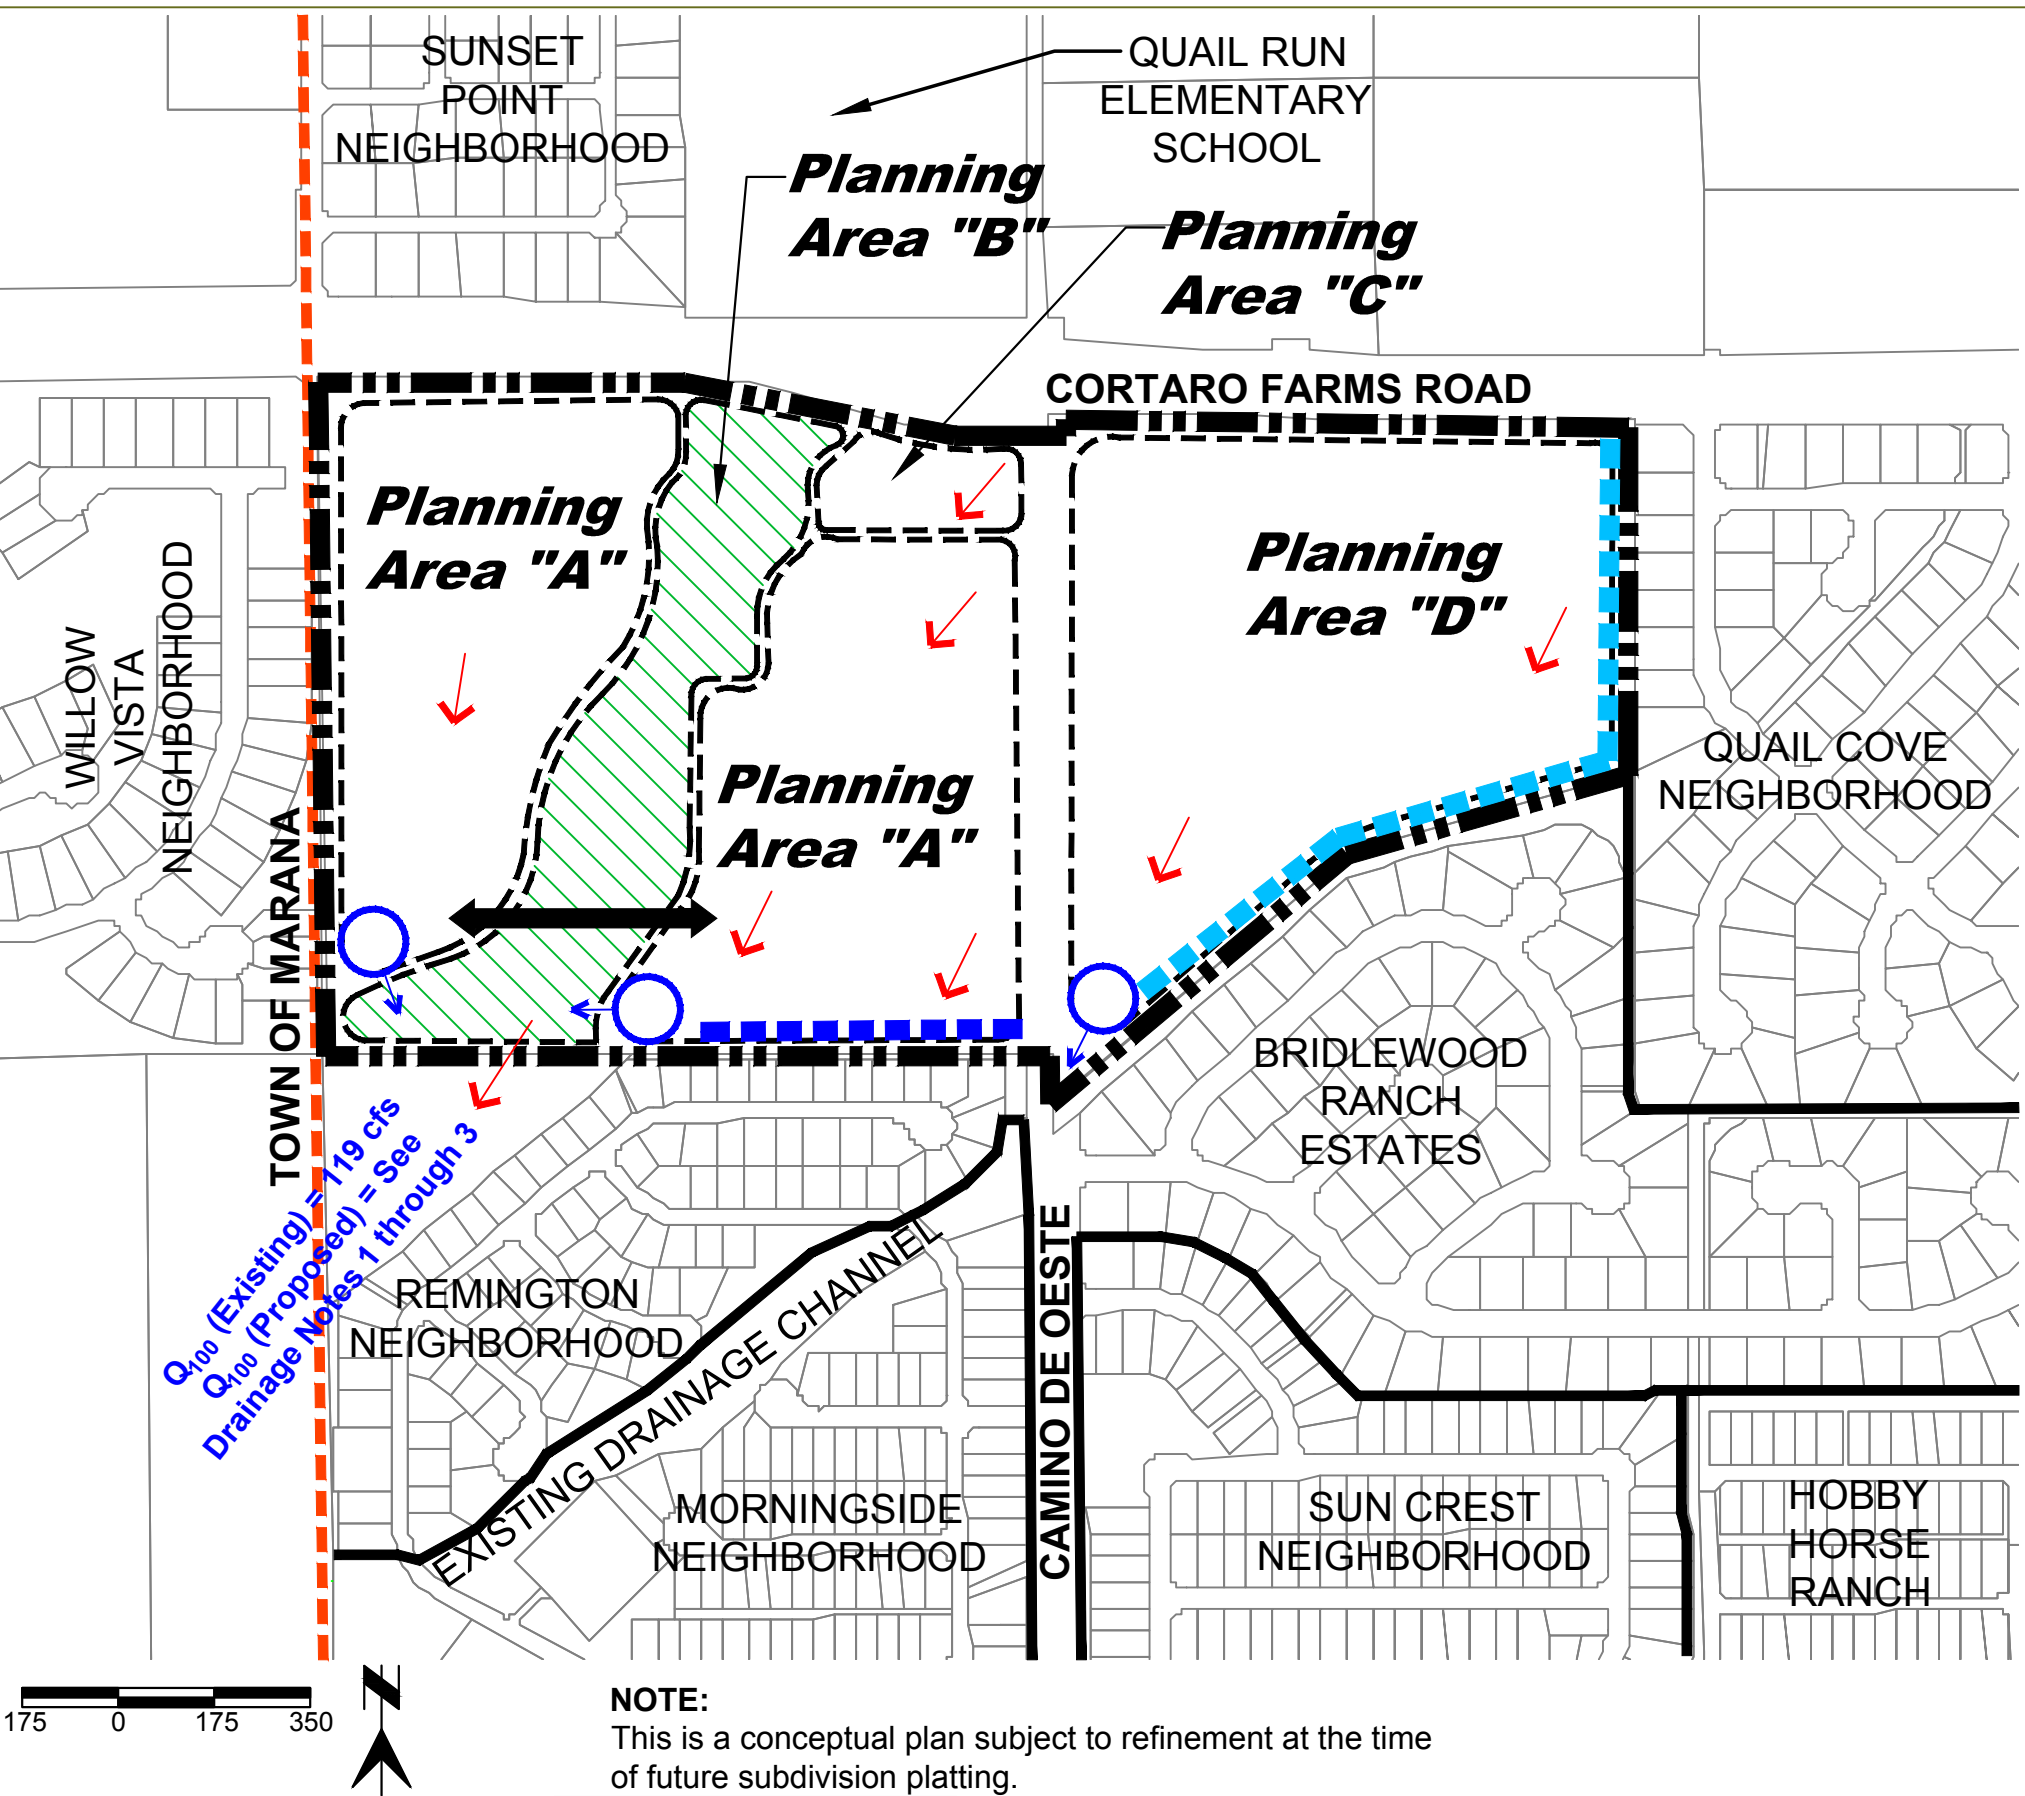 SUNSET
POINT
NEIGHBORHOOD
QUAIL RUN
ELEMENTARY
SCHOOL
Planning
Area "B"
Planning
Area "C"
CORTARO FARMS ROAD
Planning
Area "A"
Planning
Area "D"
WILLOW
VISTA
NEIGHBORHOOD
TOWN OF MARANA
Planning
Area "A"
QUAIL COVE
NEIGHBORHOOD
BRIDLEWOOD
RANCH
ESTATES
Q100 (Existing) = 119 cfs
Q100 (Proposed) = See
Drainage Notes 1 through 3
REMINGTON
NEIGHBORHOOD
EXISTING DRAINAGE CHANNEL
CAMINO DE OESTE
MORNINGSIDE
NEIGHBORHOOD
SUN CREST
NEIGHBORHOOD
HOBBY
HORSE
RANCH
175 0 175 350
N
NOTE:
This is a conceptual plan subject to refinement at the time
of future subdivision platting.